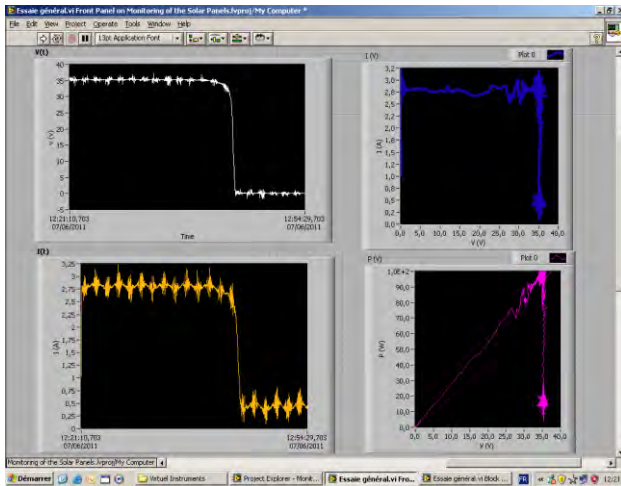 Essaie général.vi Front Panel on Monitoring of the Solar Panels.lvproj/My Computer *
File Edit View Project Operate Tools Window Help
13pt Application Font
V(t)
40
35
30
25
20
15
10
5
0
-5
v (v)
12:21:10,703
07/06/2011
12:54:29,703
07/06/2011
Time
I (V)
Plot 0
3,2
3,0
2,8
2,6
2,4
2,2
2,0
1,8
1,6
1,4
1,2
1,0
0,8
0,6
0,4
0,2
0,0
I (A)
0,0 5,0 10,0 15,0 20,0 25,0 30,0 35,0 40,0
V (V)
I(t)
3,25
3
2,75
2,5
2,25
2
1,75
1,5
1,25
1
0,75
0,5
0,25
0
I (A)
12:21:10,703
07/06/2011
12:54:29,703
07/06/2011
P (V)
Plot 0
1,0E+2
90,0
80,0
70,0
60,0
50,0
40,0
30,0
20,0
10,0
0,0
P (W)
0,0 5,0 10,0 15,0 20,0 25,0 30,0 35,0 40,0
V (V)
Monitoring of the Solar Panels.lvproj/My Computer
Démarrer
Virtuel Instruments
Project Explorer - Monit...
Essaie général.vi Fro...
Essaie général.vi Block ...
FR
12:21